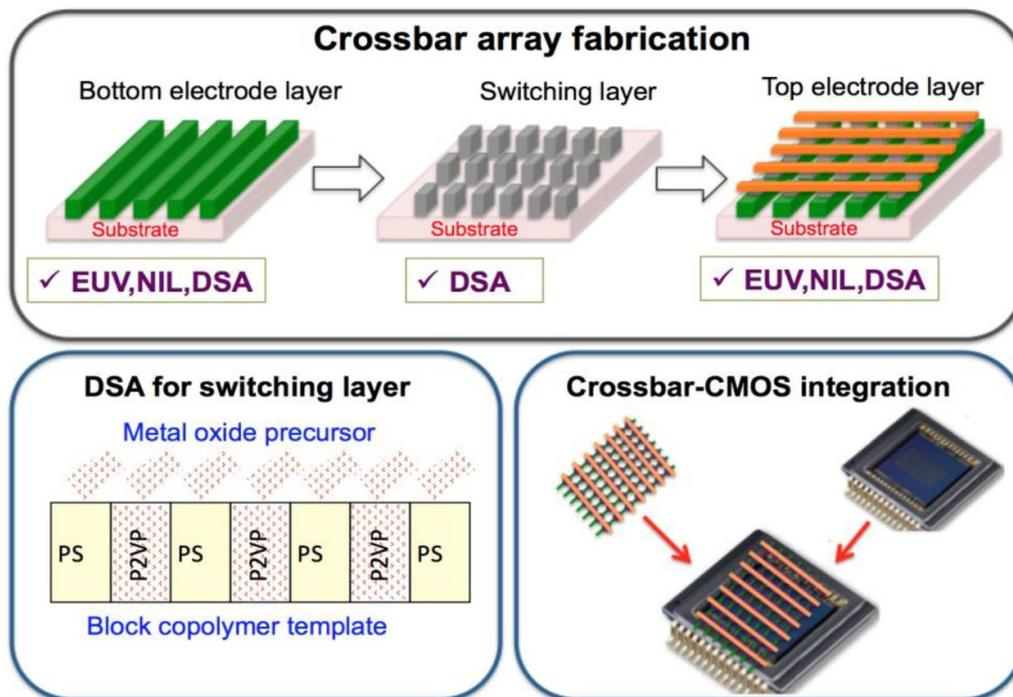 Crossbar array fabrication
Bottom electrode layer
Switching layer
Top electrode layer
Substrate
Substrate
Substrate
✓ EUV,NIL,DSA
✓ DSA
✓ EUV,NIL,DSA
DSA for switching layer
Metal oxide precursor
PS
P2VP
PS
P2VP
PS
P2VP
PS
Block copolymer template
Crossbar-CMOS integration